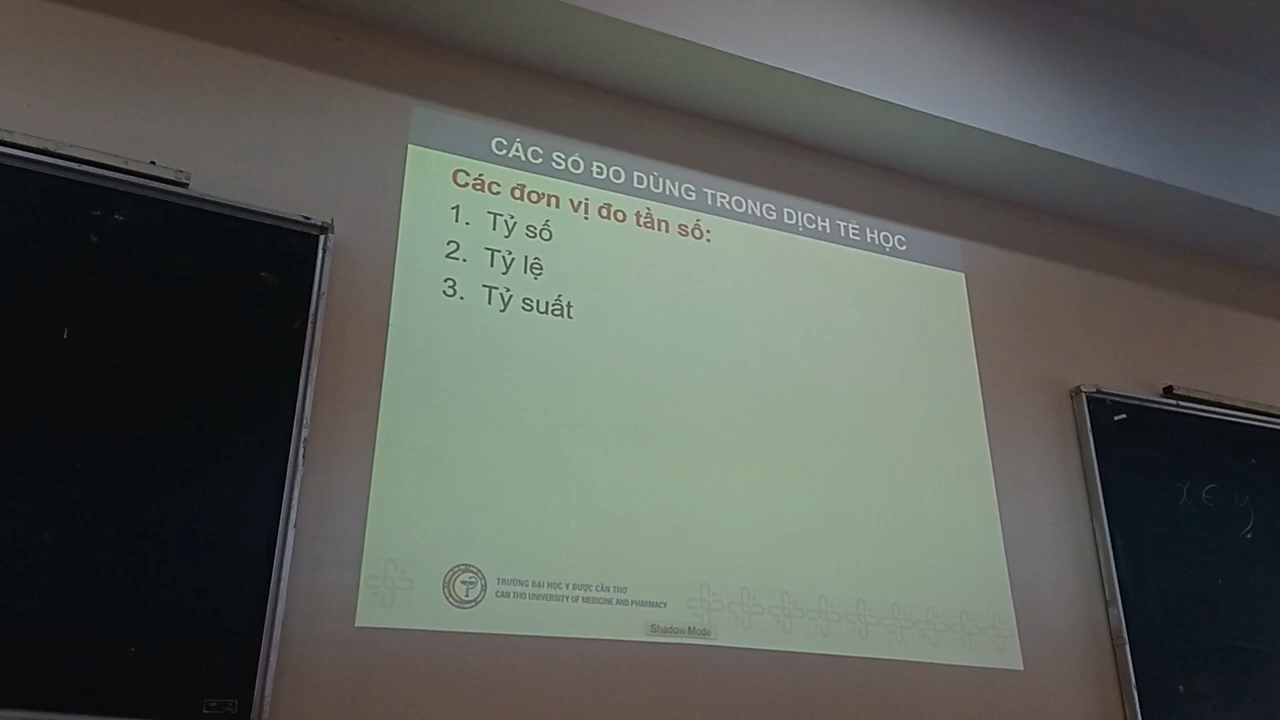 CÁC SỐ ĐO DÙNG TRONG DỊCH TỄ HỌC
Các đơn vị đo tần số:
1. Tỷ số
2. Tỷ lệ
3. Tỷ suất
TRƯỜNG ĐẠI HỌC Y DƯỢC CẦN THƠ
CAN THO UNIVERSITY OF MEDICINE AND PHARMACY
Shadow Mode
x ∈ y